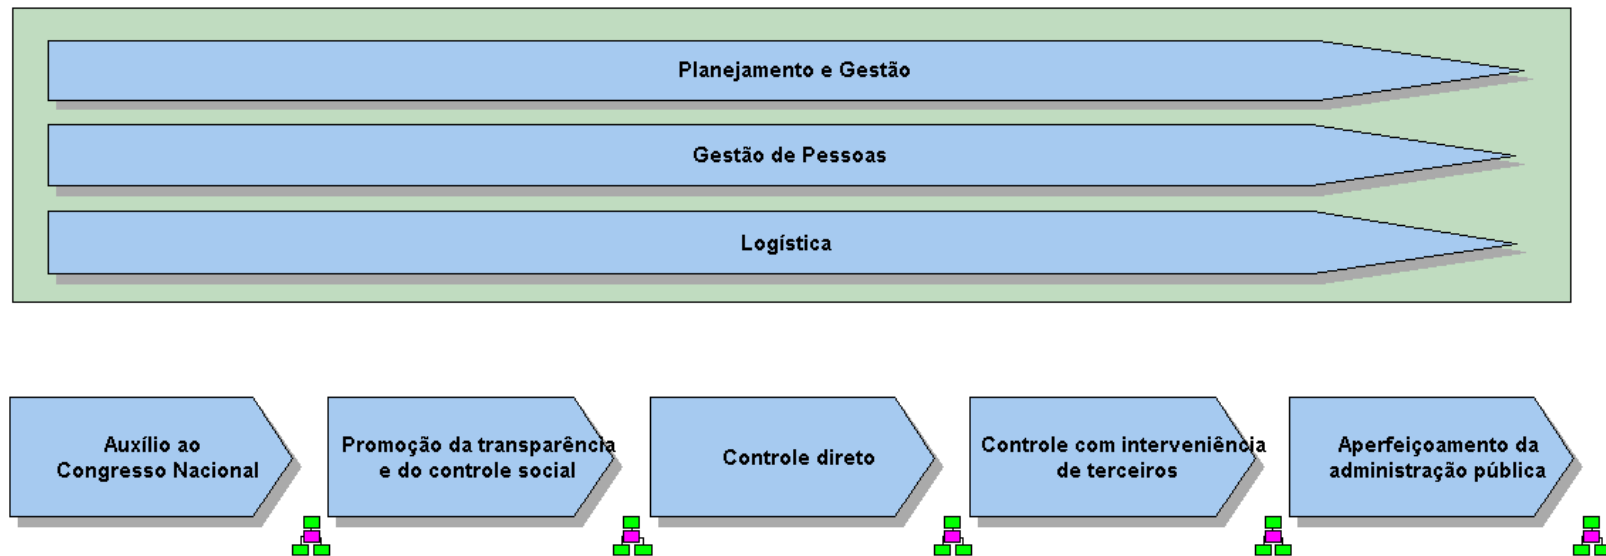 Planejamento e Gestão
Gestão de Pessoas
Logística
Auxílio ao
Congresso Nacional
Promoção da transparência
e do controle social
Controle direto
Controle com interveniência
de terceiros
Aperfeiçoamento da
administração pública